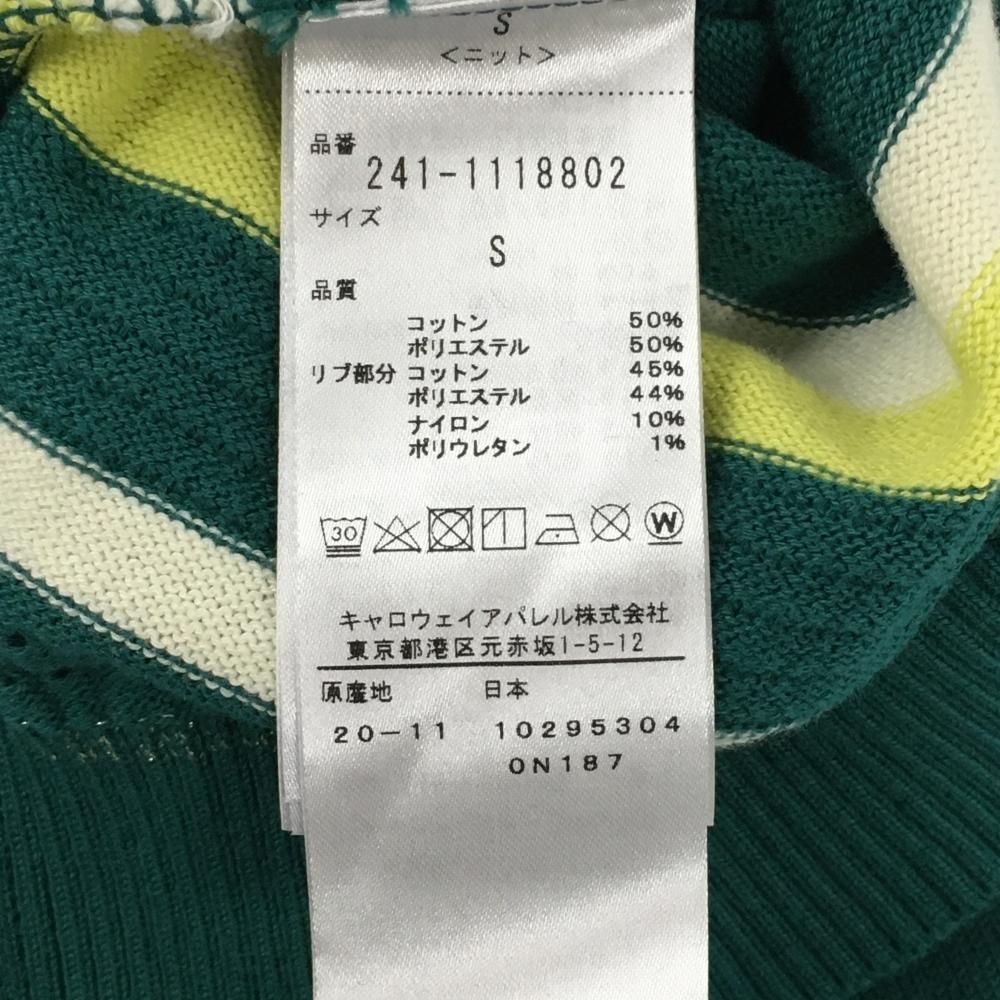 S
＜ニット＞
品番
241-1118802
サイズ
S
品質
コットン 50%
ポリエステル 50%
リブ部分 コットン 45%
ポリエステル 44%
ナイロン 10%
ポリウレタン 1%
30 W
キャロウェイアパレル株式会社
東京都港区元赤坂1-5-12
原産地 日本
20-11 10295304
0N187